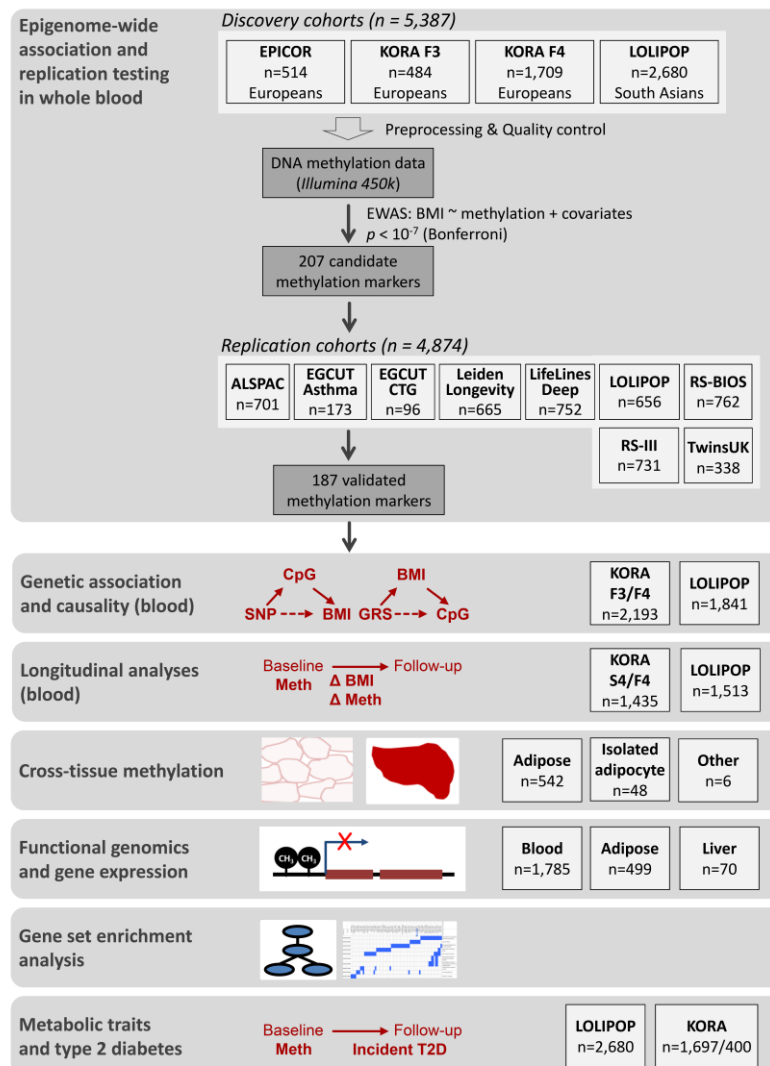 Epigenome-wide
association and
replication testing
in whole blood
Discovery cohorts (n = 5,387)
EPICOR
n=514
Europeans
KORA F3
n=484
Europeans
KORA F4
n=1,709
Europeans
LOLIPOP
n=2,680
South Asians
Preprocessing & Quality control
DNA methylation data
(Illumina 450k)
EWAS: BMI ~ methylation + covariates
p < 10⁻⁷ (Bonferroni)
207 candidate
methylation markers
Replication cohorts (n = 4,874)
ALSPAC
n=701
EGCUT
Asthma
n=173
EGCUT
CTG
n=96
Leiden
Longevity
n=665
LifeLines
Deep
n=752
LOLIPOP
n=656
RS-BIOS
n=762
RS-III
n=731
TwinsUK
n=338
187 validated
methylation markers
Genetic association
and causality (blood)
CpG
SNP
BMI
BMI
GRS
CpG
KORA
F3/F4
n=2,193
LOLIPOP
n=1,841
Longitudinal analyses
(blood)
Baseline
Meth
Follow-up
Δ BMI
Δ Meth
KORA
S4/F4
n=1,435
LOLIPOP
n=1,513
Cross-tissue methylation
Adipose
n=542
Isolated
adipocyte
n=48
Other
n=6
Functional genomics
and gene expression
CH₃
CH₃
Blood
n=1,785
Adipose
n=499
Liver
n=70
Gene set enrichment
analysis
Metabolic traits
and type 2 diabetes
Baseline
Meth
Follow-up
Incident T2D
LOLIPOP
n=2,680
KORA
n=1,697/400